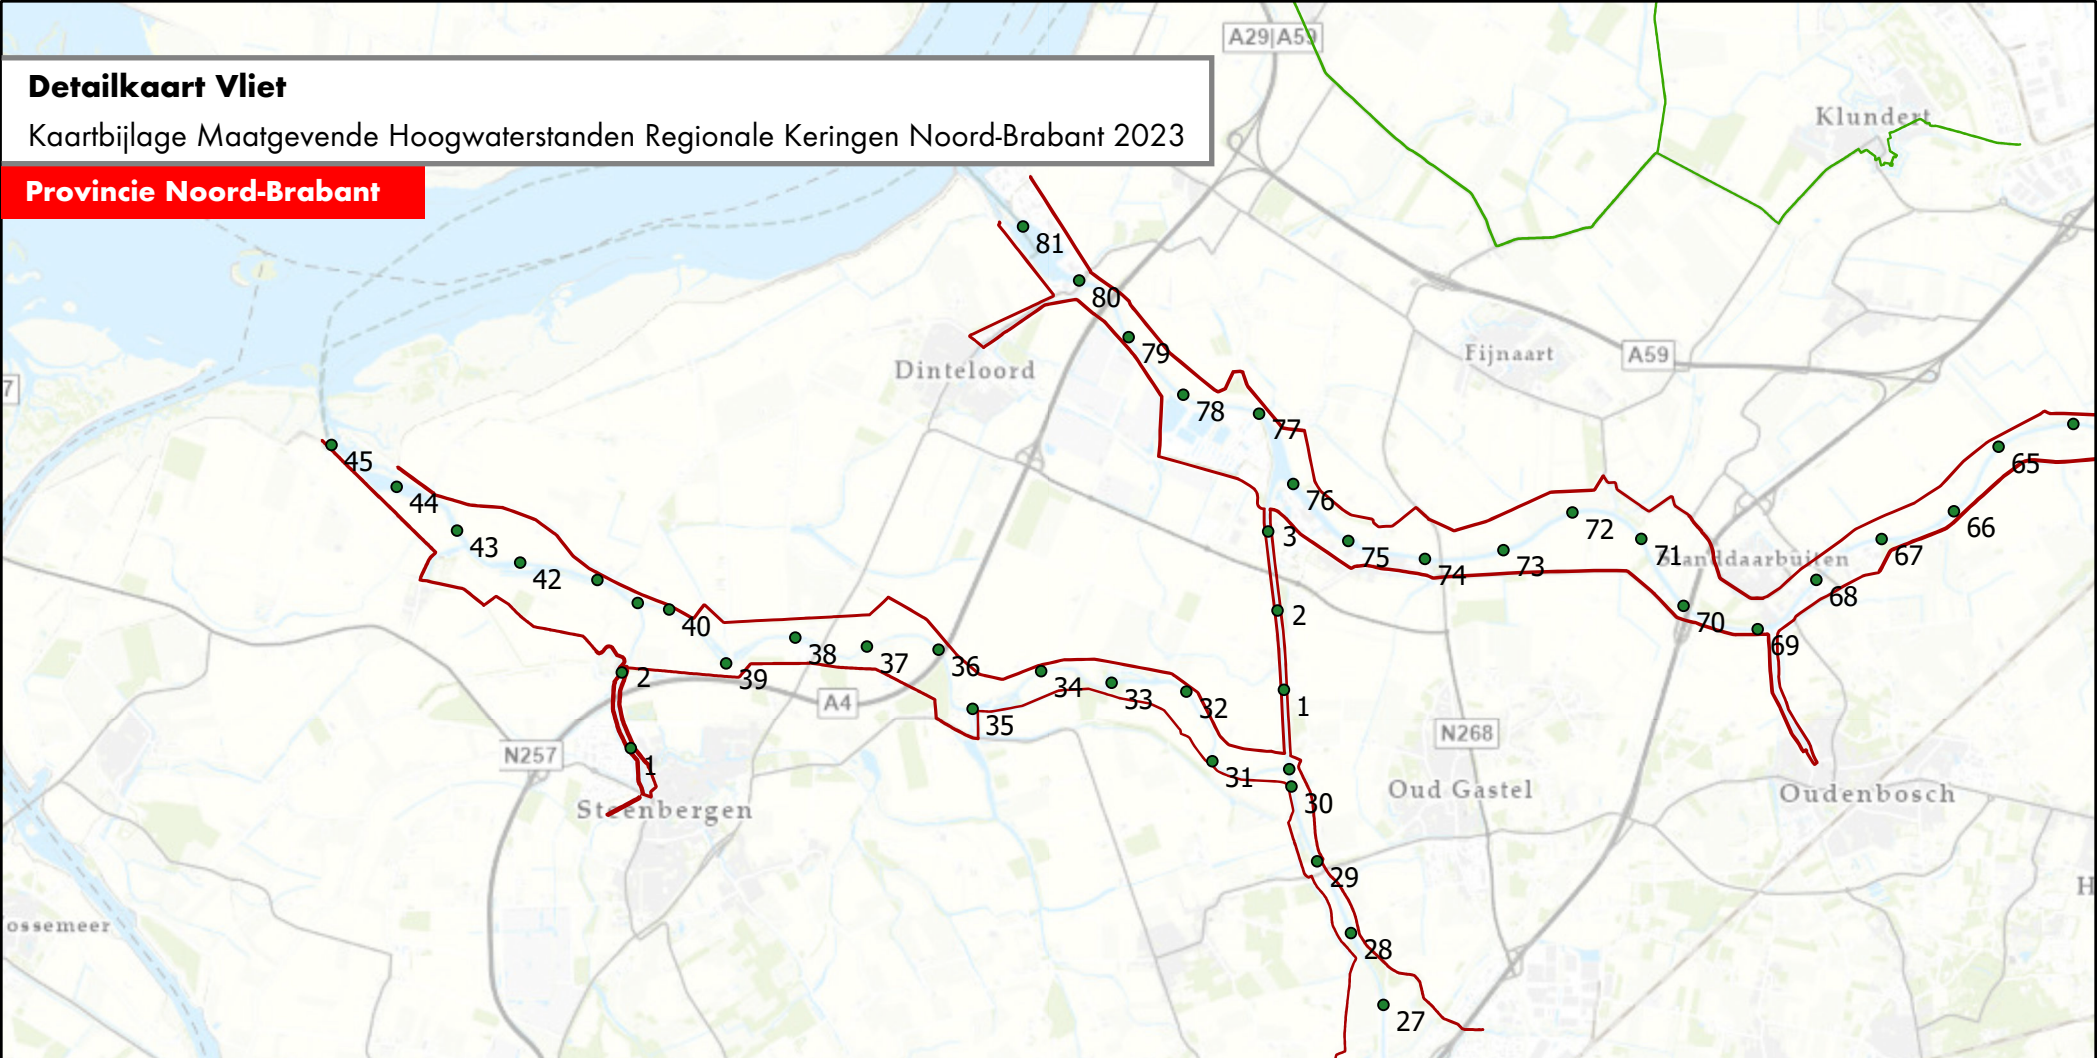 Detailkaart Vliet
Kaartbijlage Maatgevende Hoogwaterstanden Regionale Keringen Noord-Brabant 2023
Provincie Noord-Brabant
A29|A59
Klundert
81
80
79
Dinteloord
Fijnaart
A59
7
78
77
45
44
43
42
76
65
66
72
71
67
3
75
74
73
Standdaarbuiten
68
40
2
70
69
38
37
36
39
2
34
33
32
1
A4
35
N257
1
31
30
N268
Oud Gastel
Oudenbosch
Steenbergen
29
H
ossemeer
28
27